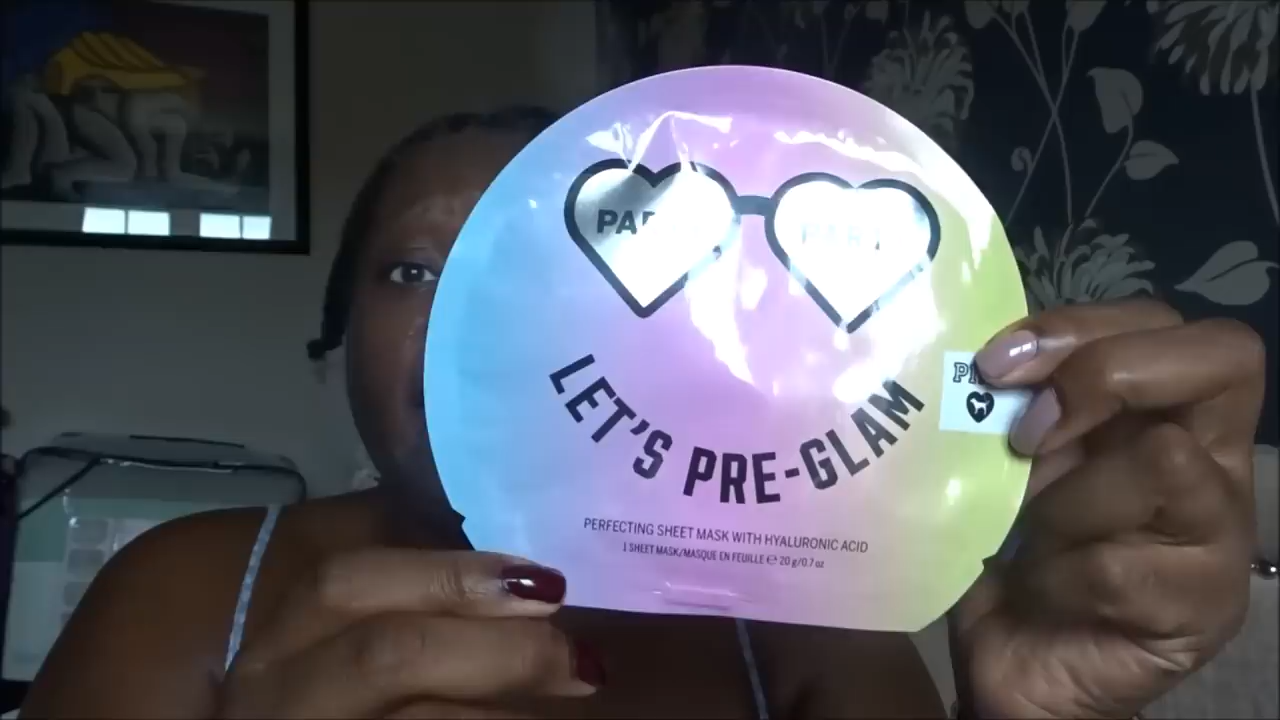 LET'S PRE-GLAM
PERFECTING SHEET MASK WITH HYALURONIC ACID
1 SHEET MASK/MASQUE EN FEUILLE ℮ 20 g/0.7 oz